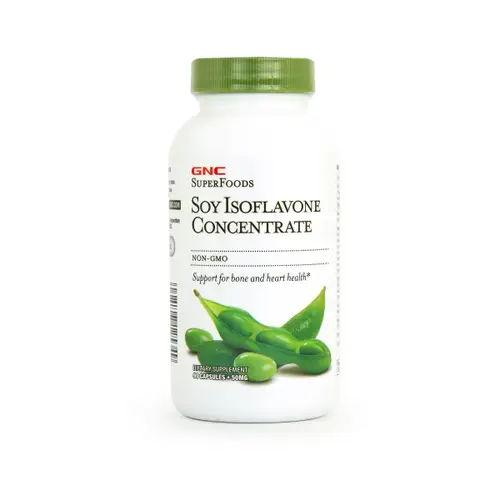 GNC
SUPERFOODS
SOY ISOFLAVONE
CONCENTRATE
NON-GMO
Support for bone and heart health*
DIETARY SUPPLEMENT
CAPSULES • 50MG